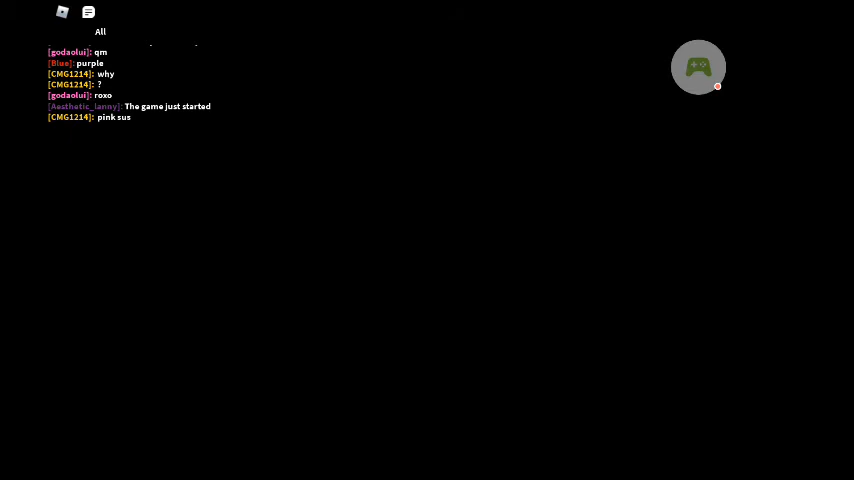 All
[godaolui]: qm
[Blue]: purple
[CMG1214]: why
[CMG1214]: ?
[godaolui]: roxo
[Aesthetic_lanny]: The game just started
[CMG1214]: pink sus